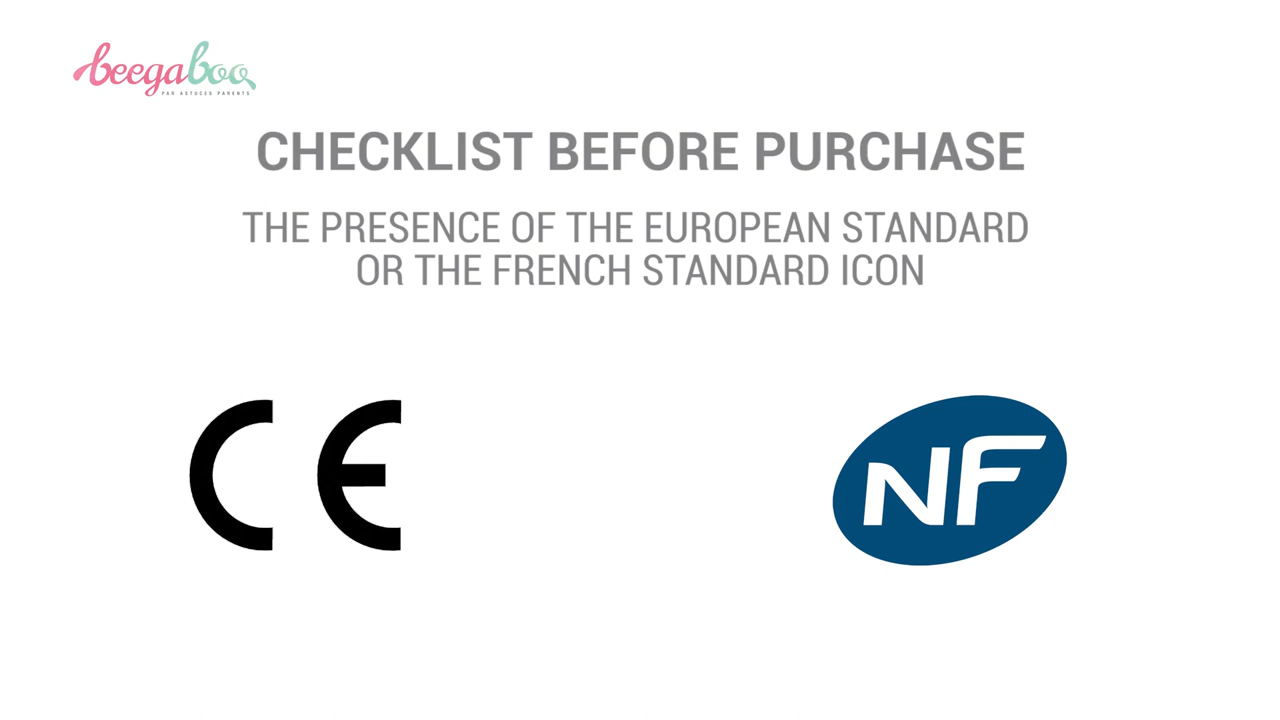 beegaboo
PAR ASTUCES PARENTS
CHECKLIST BEFORE PURCHASE
THE PRESENCE OF THE EUROPEAN STANDARD
OR THE FRENCH STANDARD ICON
CE
NF